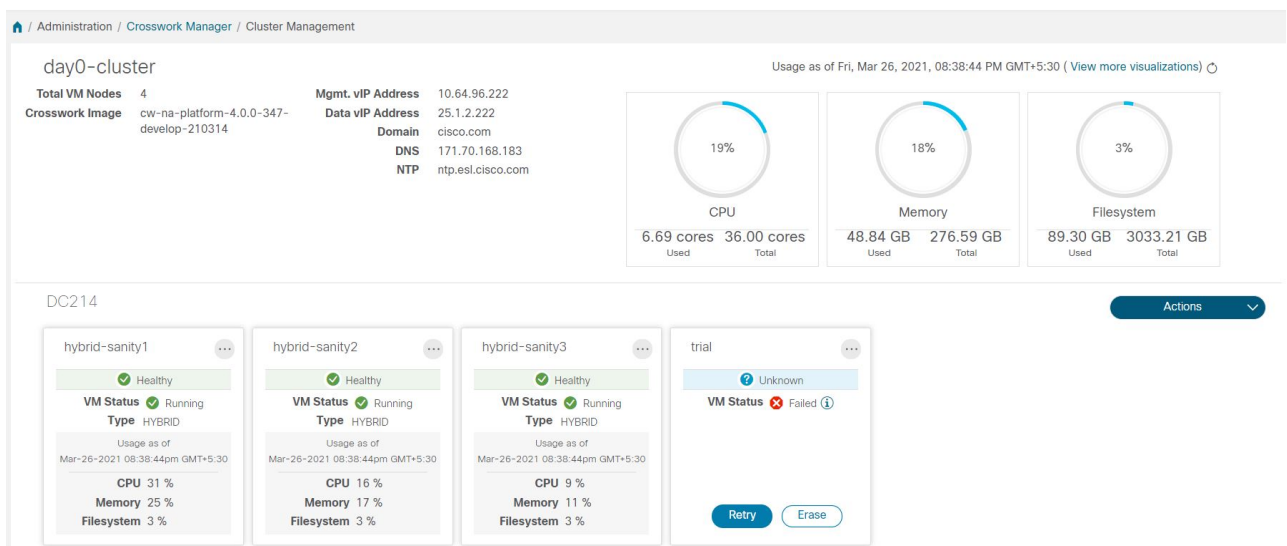 / Administration / Crosswork Manager / Cluster Management
day0-cluster
Usage as of Fri, Mar 26, 2021, 08:38:44 PM GMT+5:30 ( View more visualizations)
Total VM Nodes 4
Crosswork Image cw-na-platform-4.0.0-347-
develop-210314
Mgmt. vIP Address 10.64.96.222
Data vIP Address 25.1.2.222
Domain cisco.com
DNS 171.70.168.183
NTP ntp.esl.cisco.com
19%
CPU
6.69 cores 36.00 cores
Used Total
18%
Memory
48.84 GB 276.59 GB
Used Total
3%
Filesystem
89.30 GB 3033.21 GB
Used Total
DC214
Actions
hybrid-sanity1 ...
Healthy
VM Status Running
Type HYBRID
Usage as of
Mar-26-2021 08:38:44pm GMT+5:30
CPU 31 %
Memory 25 %
Filesystem 3 %
hybrid-sanity2 ...
Healthy
VM Status Running
Type HYBRID
Usage as of
Mar-26-2021 08:38:44pm GMT+5:30
CPU 16 %
Memory 17 %
Filesystem 3 %
hybrid-sanity3 ...
Healthy
VM Status Running
Type HYBRID
Usage as of
Mar-26-2021 08:38:44pm GMT+5:30
CPU 9 %
Memory 11 %
Filesystem 3 %
trial ...
Unknown
VM Status Failed
Retry Erase